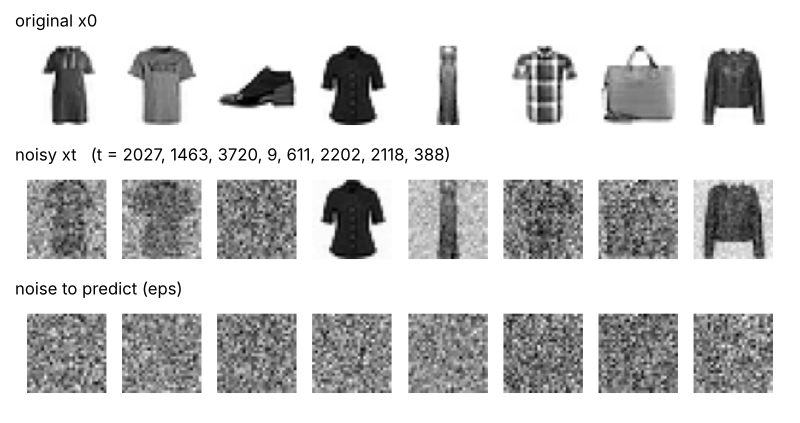 original x0
noisy xt (t = 2027, 1463, 3720, 9, 611, 2202, 2118, 388)
noise to predict (eps)